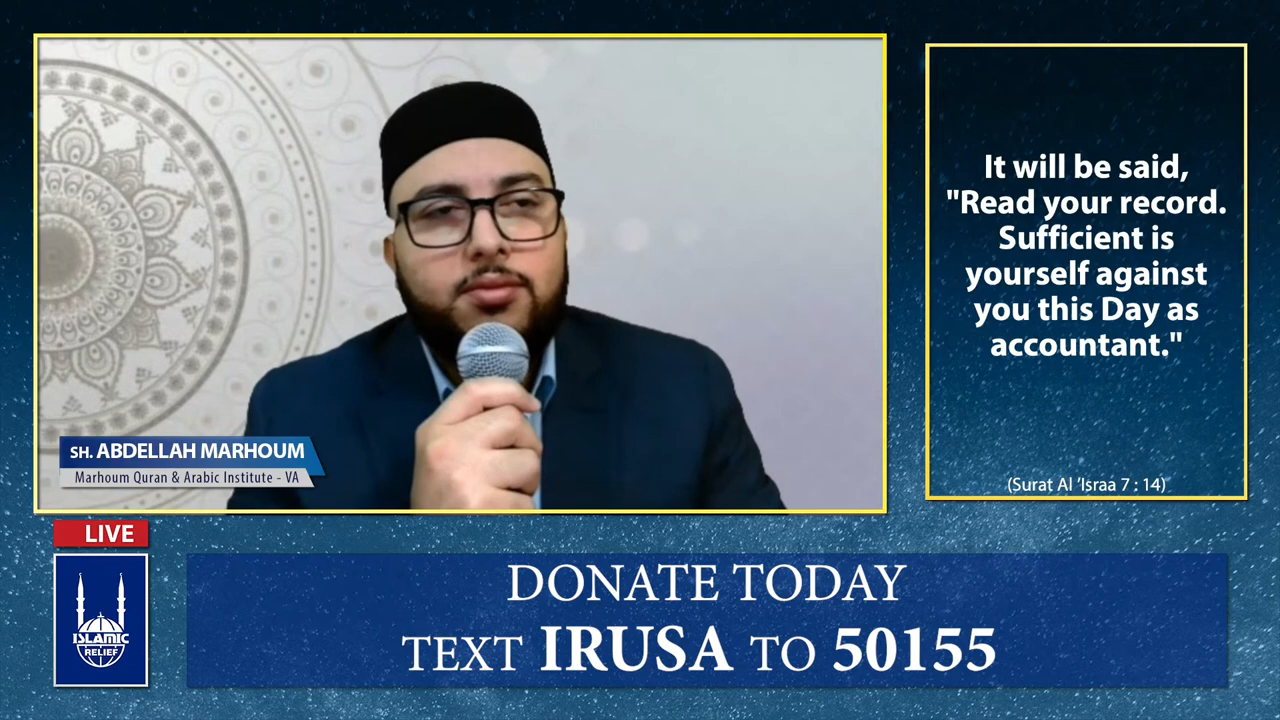 It will be said,
"Read your record.
Sufficient is
yourself against
you this Day as
accountant."
(Surat Al ’Israa 7 : 14)
SH. ABDELLAH MARHOUM
Marhoum Quran & Arabic Institute - VA
LIVE
ISLAMIC
RELIEF
DONATE TODAY
TEXT IRUSA TO 50155